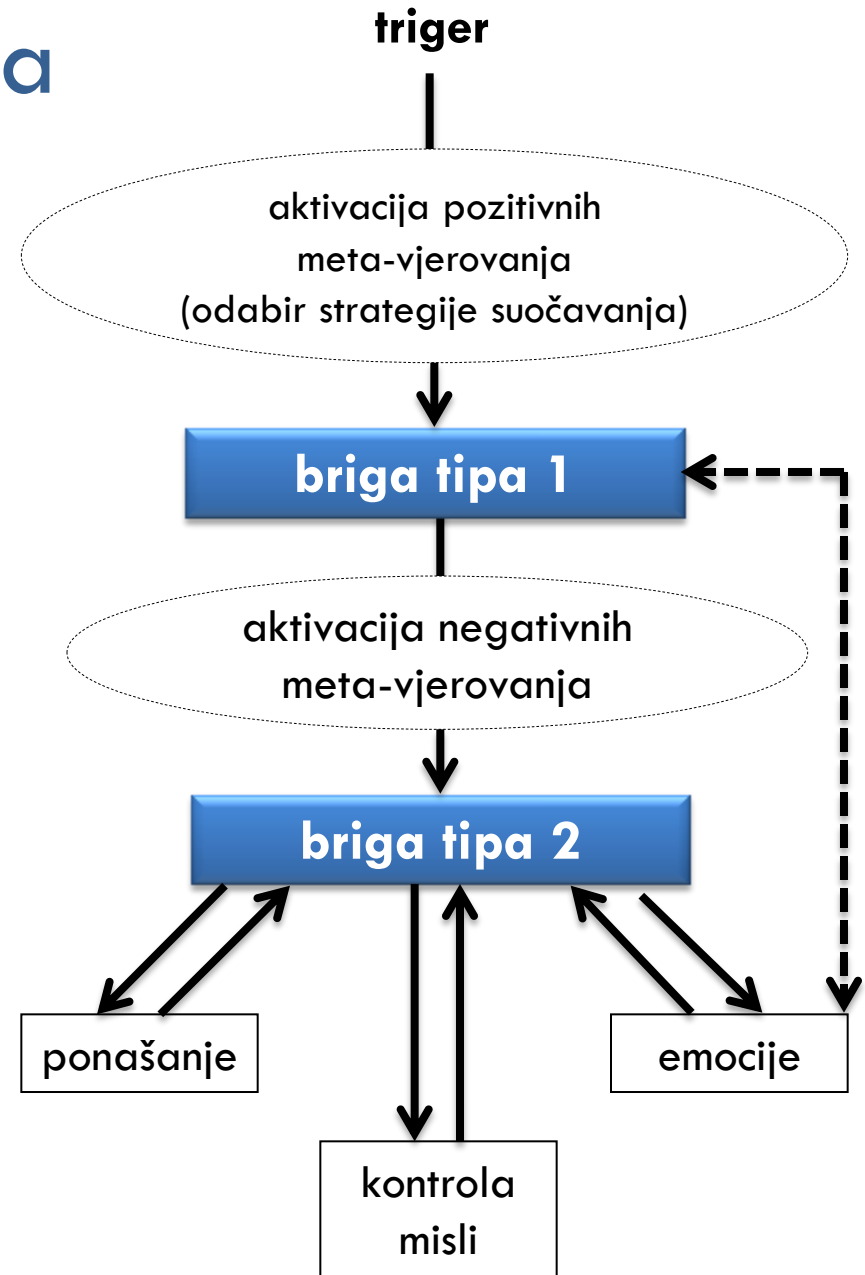 a
triger
aktivacija pozitivnih
meta-vjerovanja
(odabir strategije suočavanja)
briga tipa 1
aktivacija negativnih
meta-vjerovanja
briga tipa 2
ponašanje
emocije
kontrola
misli